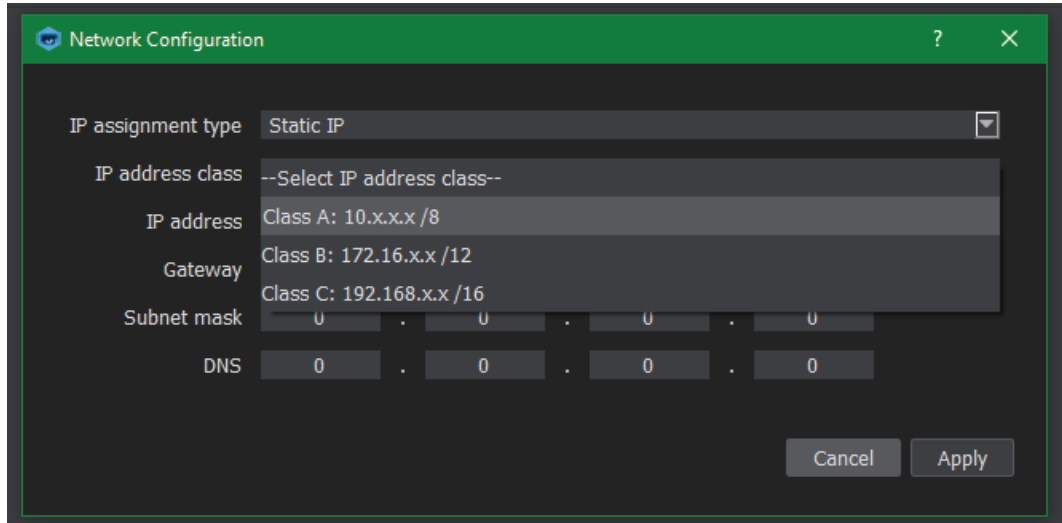 Network Configuration ? ×
IP assignment type Static IP
IP address class --Select IP address class--
IP address Class A: 10.x.x.x /8
Class B: 172.16.x.x /12
Gateway
Class C: 192.168.x.x /16
Subnet mask 0 . 0 . 0 . 0
DNS 0 . 0 . 0 . 0
Cancel Apply